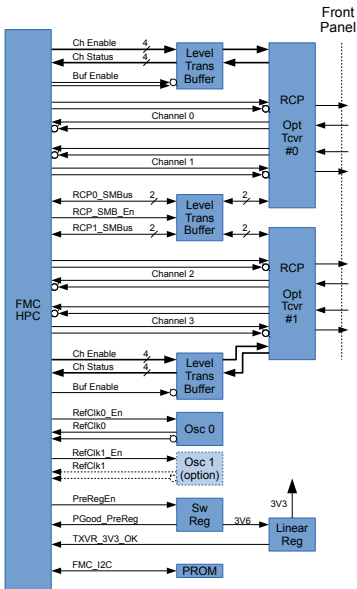 Front
Panel
Ch Enable 4
Ch Status 4
Buf Enable
Level
Trans
Buffer
RCP
Opt
Tcvr
#0
Channel 0
Channel 1
RCP0_SMBus 2 2
RCP_SMB_En
RCP1_SMBus 2 2
Level
Trans
Buffer
FMC
HPC
RCP
Opt
Tcvr
#1
Channel 2
Channel 3
Ch Enable 4
Ch Status 4
Buf Enable
Level
Trans
Buffer
RefClk0_En
RefClk0
Osc 0
RefClk1_En
RefClk1
Osc 1
(option)
PreRegEn
PGood_PreReg
Sw
Reg
3V6
3V3
Linear
Reg
TXVR_3V3_OK
FMC_I2C
PROM